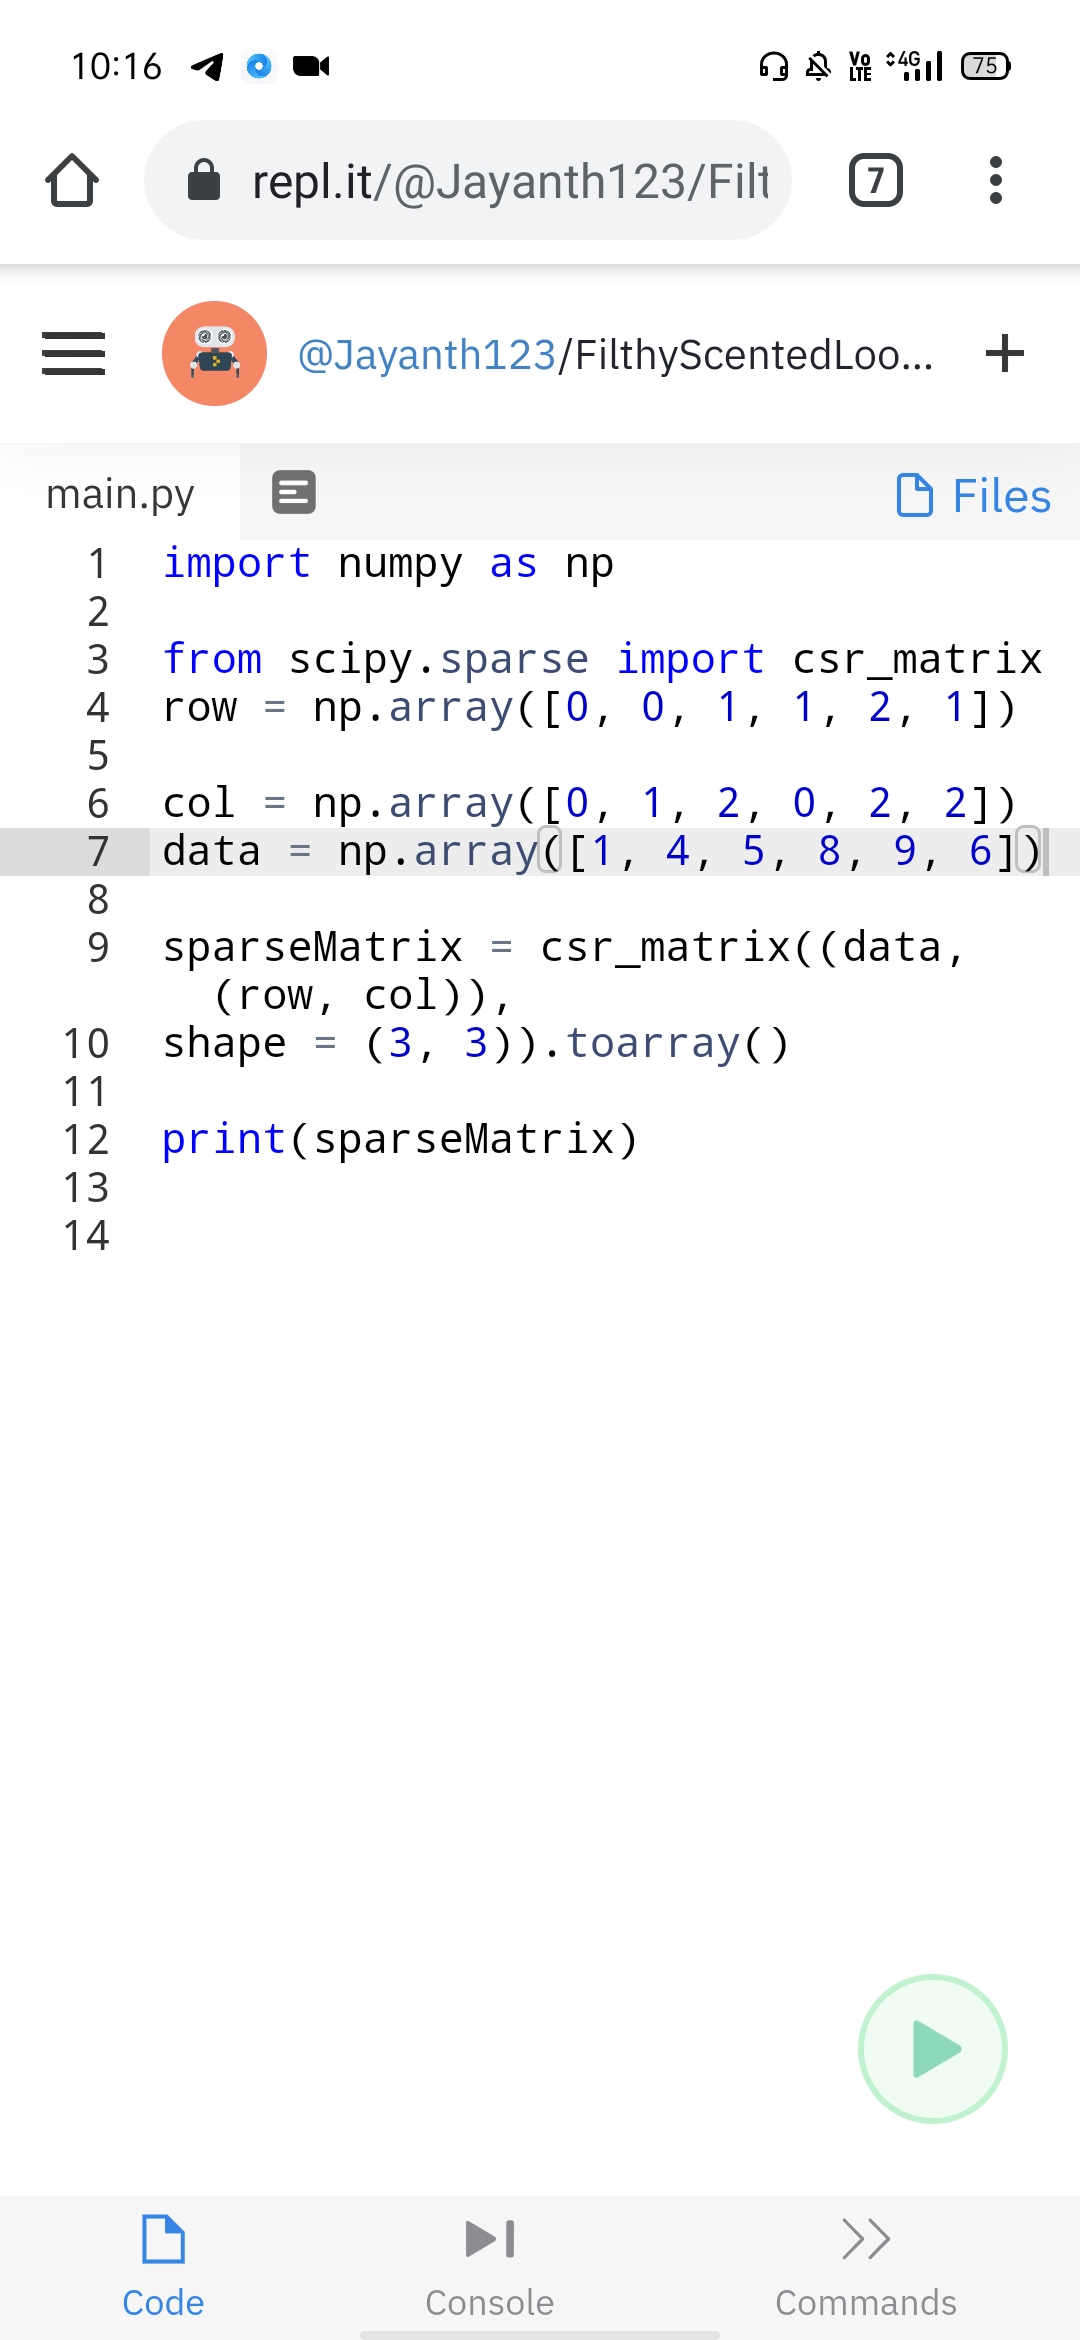 10:16 Vo LTE 4G 75
repl.it/@Jayanth123/Filt 7
@Jayanth123/FilthyScentedLoo...
main.py Files
1 import numpy as np
2
3 from scipy.sparse import csr_matrix
4 row = np.array([0, 0, 1, 1, 2, 1])
5
6 col = np.array([0, 1, 2, 0, 2, 2])
7 data = np.array([1, 4, 5, 8, 9, 6])
8
9 sparseMatrix = csr_matrix((data,
(row, col)),
10 shape = (3, 3)).toarray()
11
12 print(sparseMatrix)
13
14
Code Console Commands